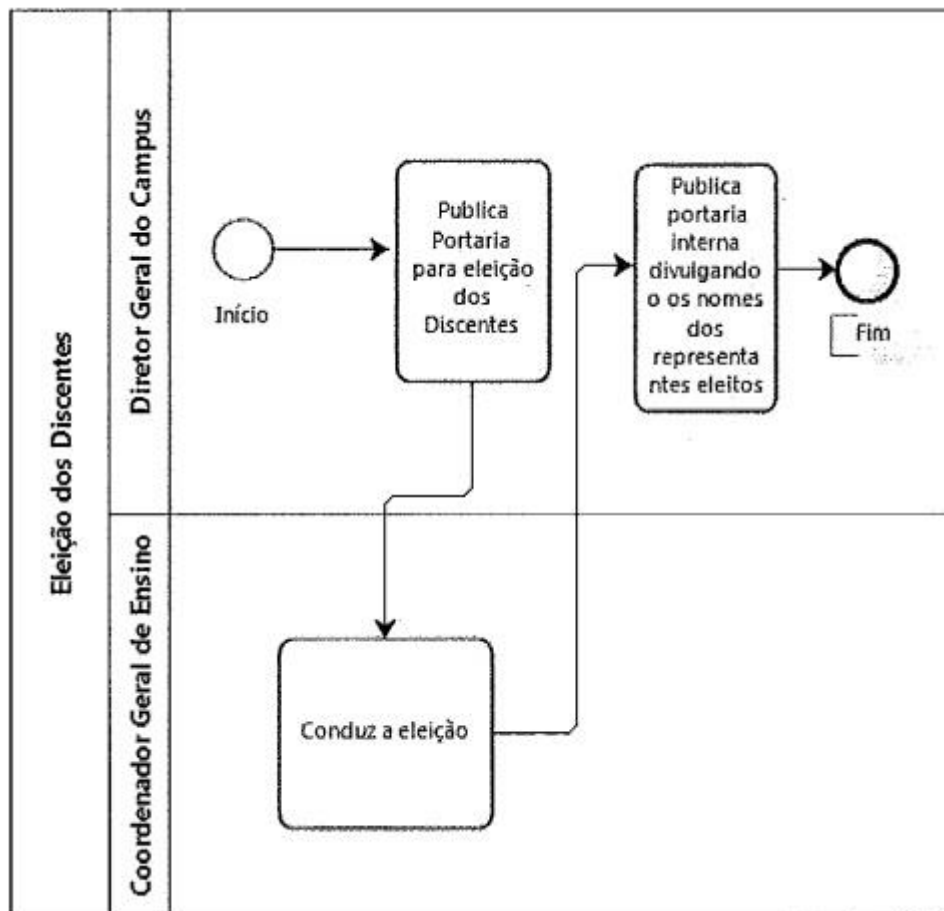 Eleição dos Discentes
Diretor Geral do Campus
Início
Publica
Portaria
para eleição
dos
Discentes
Publica
portaria
interna
divulgando
o os nomes
dos
representa
ntes eleitos
Fim
Coordenador Geral de Ensino
Conduz a eleição